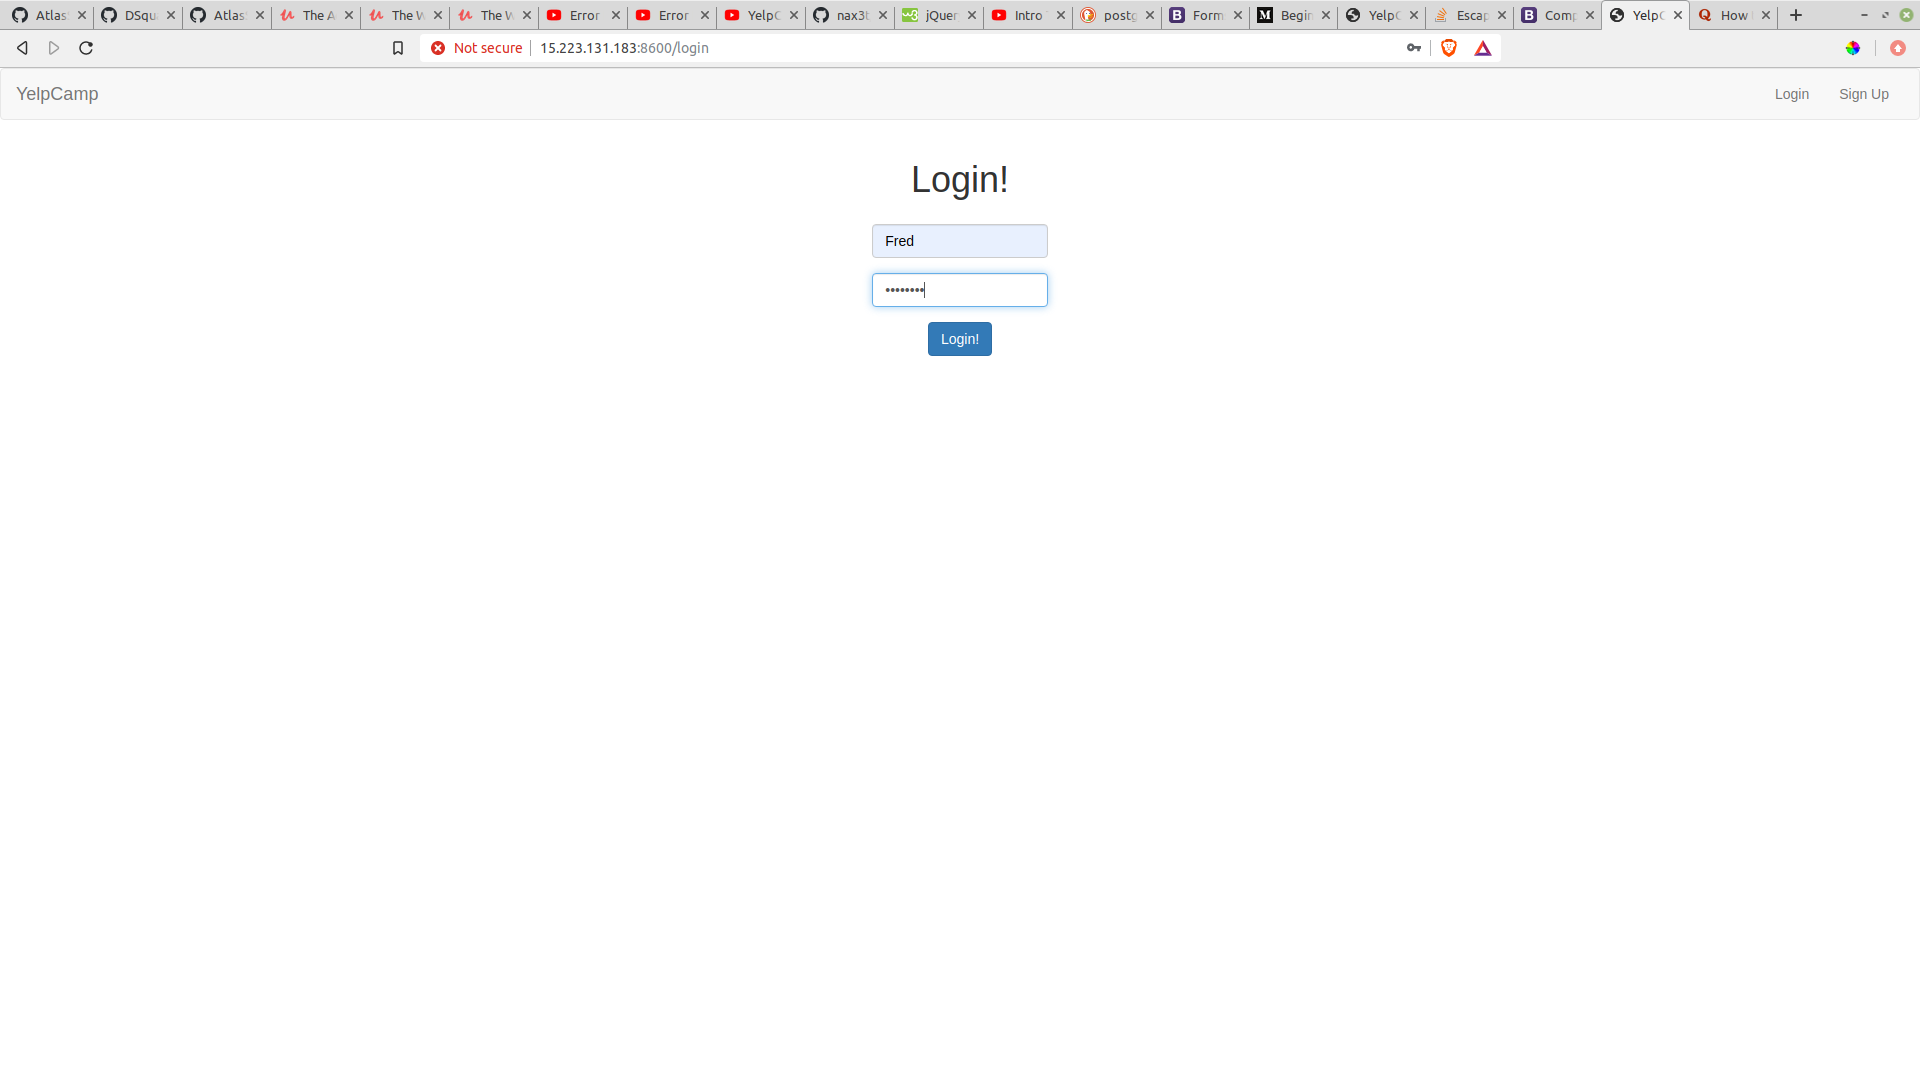 Atlas DSqu Atlas The A The W The W Error Error YelpC nax3t jQuer Intro postg Form Begin YelpC Escap Comp YelpC How
Not secure 15.223.131.183:8600/login
YelpCamp Login Sign Up
Login!
Fred
••••••••
Login!